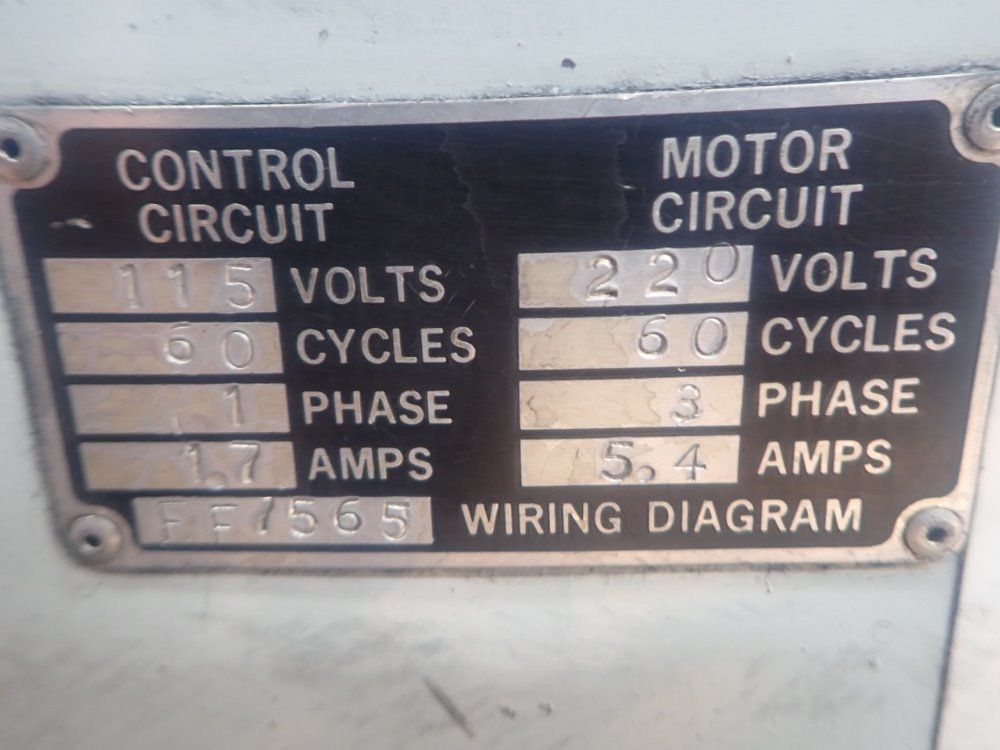 CONTROL CIRCUIT
115 VOLTS
60 CYCLES
1 PHASE
1.7 AMPS
MOTOR CIRCUIT
220 VOLTS
60 CYCLES
3 PHASE
5.4 AMPS
FF7565 WIRING DIAGRAM